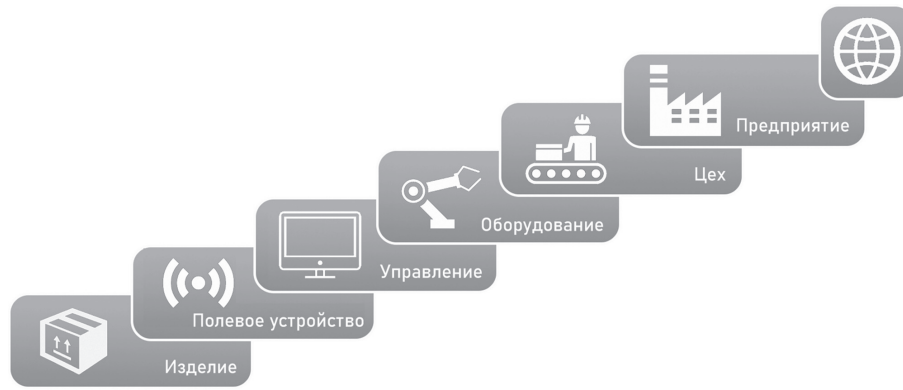 Предприятие
Цех
Оборудование
Управление
Полевое устройство
Изделие